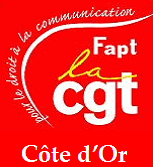 pour le droit à la communication
Fapt
la
cgt
Côte d'Or